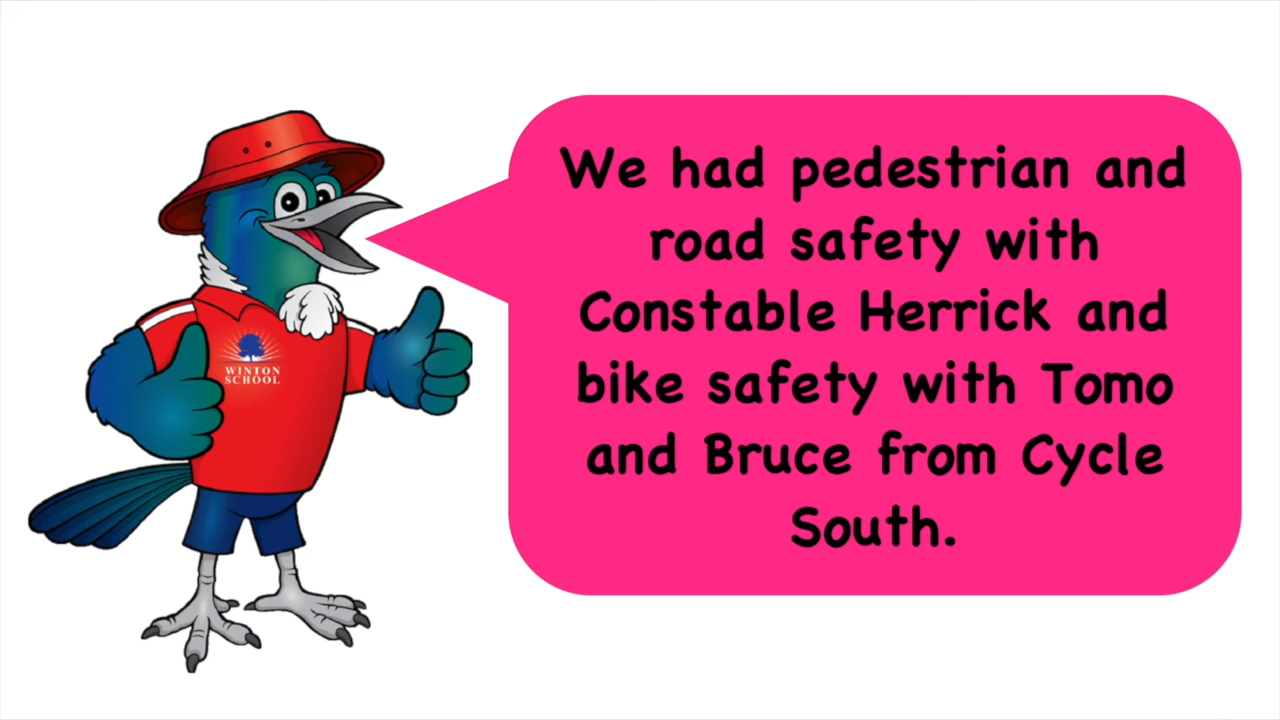 We had pedestrian and
road safety with
Constable Herrick and
bike safety with Tomo
and Bruce from Cycle
South.
WINTON
SCHOOL